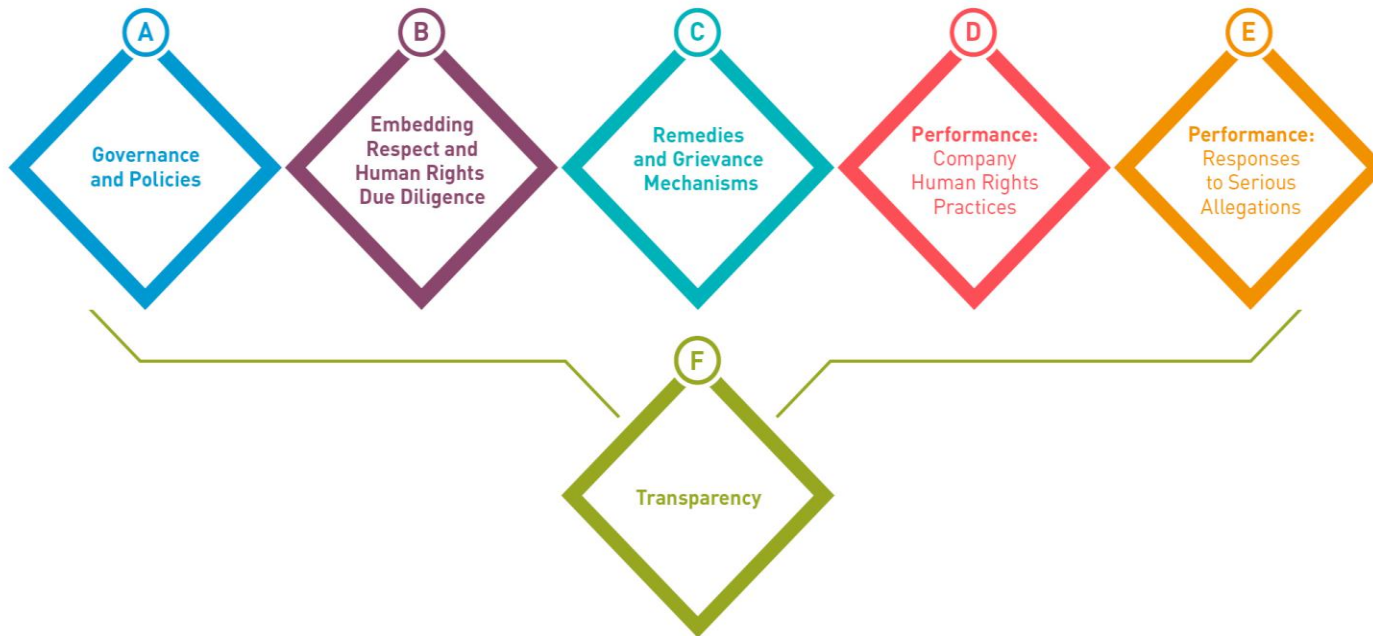 A
Governance
and Policies
B
Embedding
Respect and
Human Rights
Due Diligence
C
Remedies
and Grievance
Mechanisms
D
Performance:
Company
Human Rights
Practices
E
Performance:
Responses
to Serious
Allegations
F
Transparency